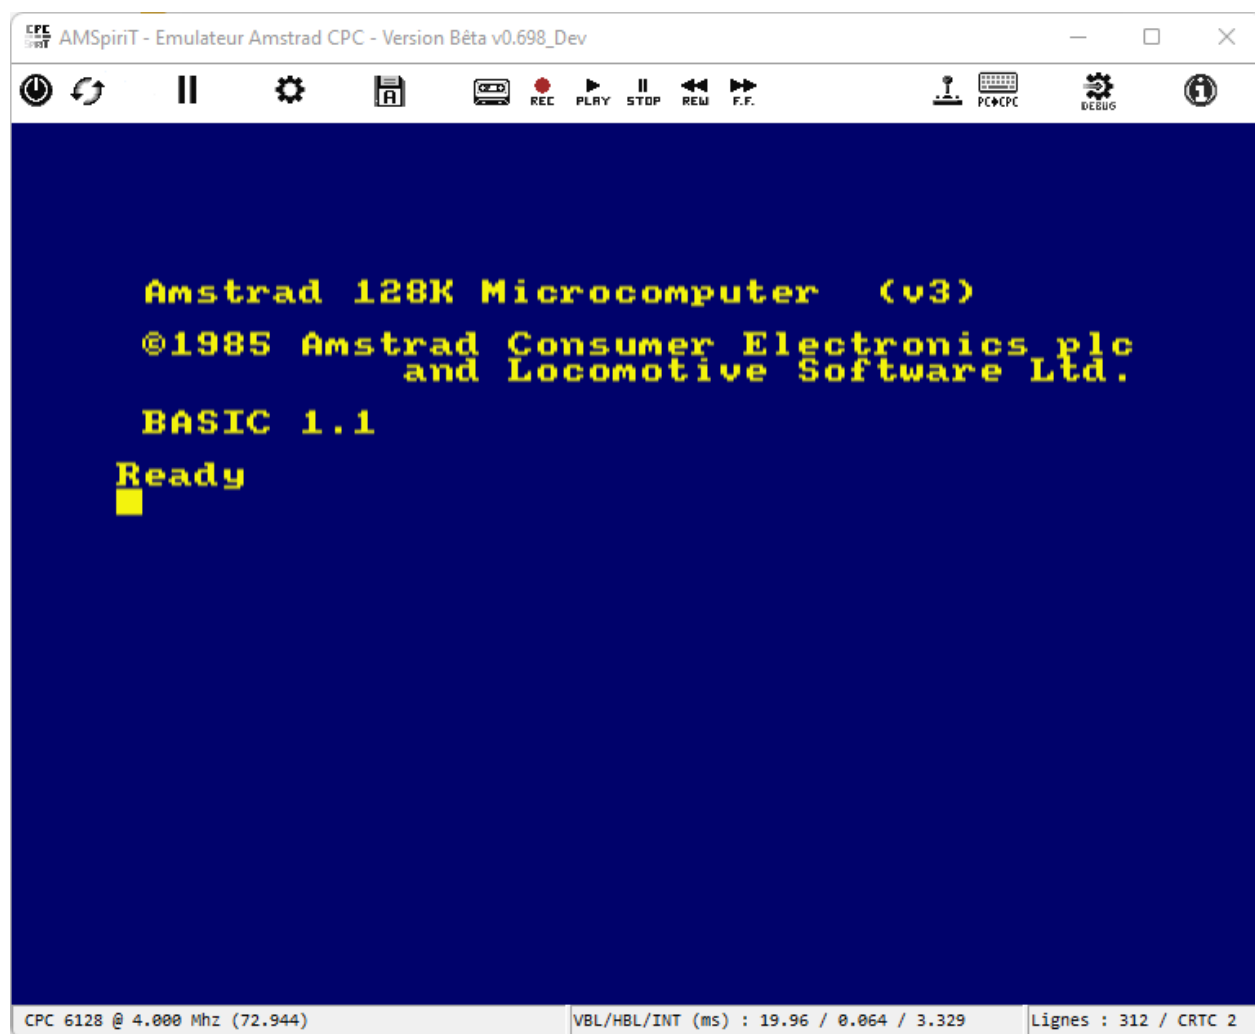 CPC SPIRIT AMSpiriT - Emulateur Amstrad CPC - Version Bêta v0.698_Dev
A REC PLAY STOP REW F.F. PC CPC DEBUG
Amstrad 128K Microcomputer (v3)
©1985 Amstrad Consumer Electronics plc
and Locomotive Software Ltd.
BASIC 1.1
Ready
CPC 6128 @ 4.000 Mhz (72.944) VBL/HBL/INT (ms) : 19.96 / 0.064 / 3.329 Lignes : 312 / CRTC 2